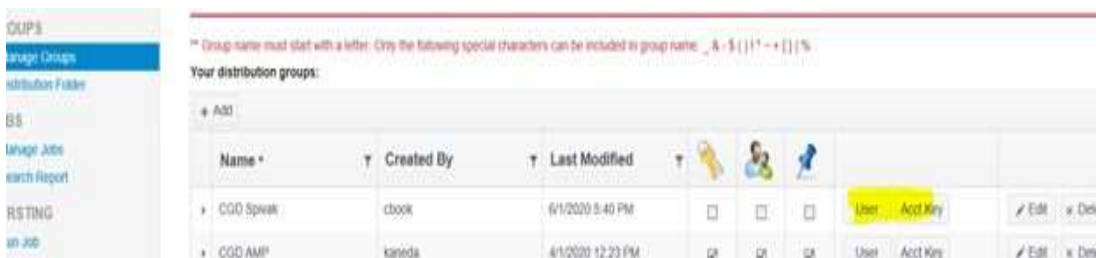 OUPS
anage Groups
istribution Folder
BS
anage Jobs
earch Report
RSTING
un Job
** Group name must start with a letter. Only the following special characters can be included in group name: _ & - $ ( ) ! * ~ + [ ] { %
Your distribution groups:
+ Add
Name * Created By Last Modified
CGD Spivak cbook 6/1/2020 5:40 PM User Acct Key Edit x Del
CGD AMP kaneda 4/1/2020 12:23 PM User Acct Key Edit x Del